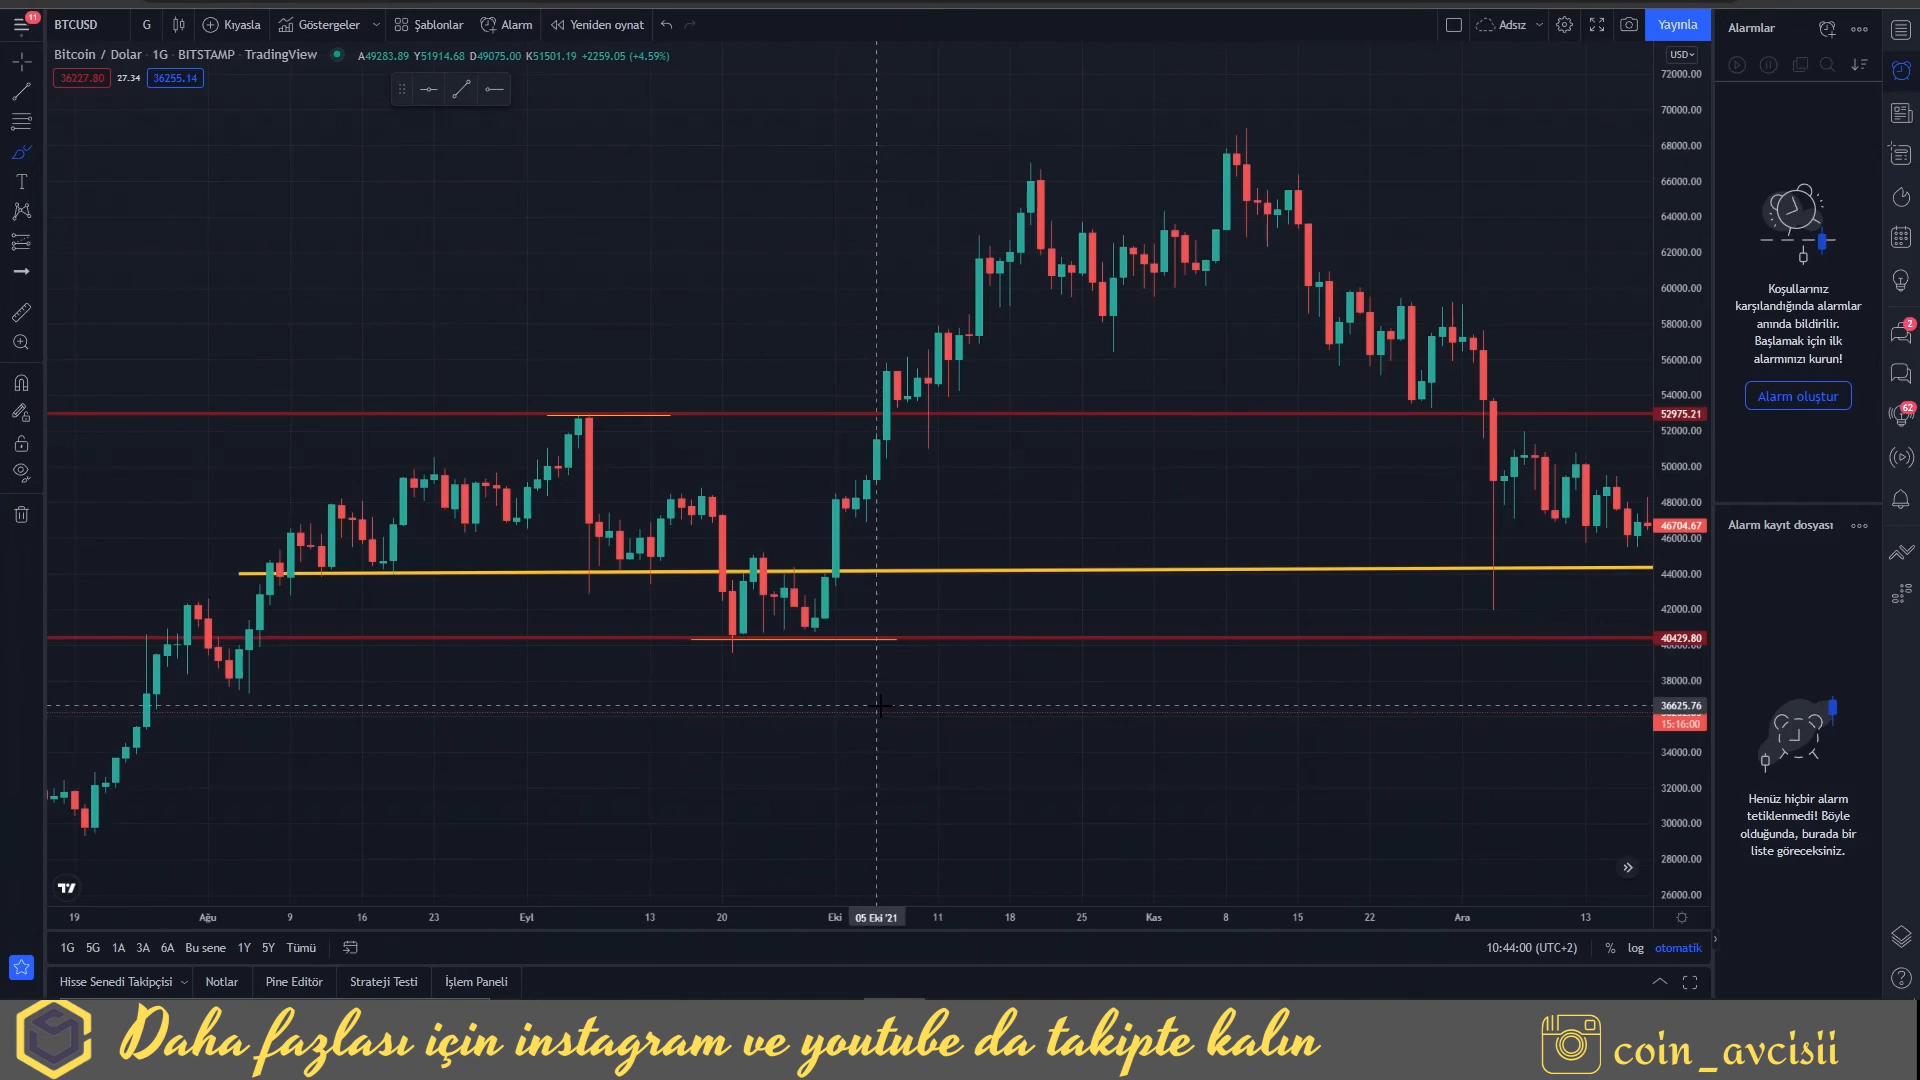 11
BTCUSD
G
Kıyasla
Göstergeler
Şablonlar
Alarm
Yeniden oynat
Adsız
Yayınla
Bitcoin / Dolar · 1G · BITSTAMP · TradingView
A49283.89 Y51914.68 D49075.00 K51501.19 +2259.05 (+4.59%)
36227.80 27.34 36255.14
USD
72000.00
70000.00
68000.00
66000.00
64000.00
62000.00
60000.00
58000.00
56000.00
54000.00
52975.21
52000.00
50000.00
48000.00
46704.67
46000.00
44000.00
42000.00
40429.80
40000.00
38000.00
36625.76
15:16:00
34000.00
32000.00
30000.00
28000.00
26000.00
19 Ağu 9 16 23 Eyl 13 20 Eki 05 Eki '21 11 18 25 Kas 8 15 22 Ara 13
1G 5G 1A 3A 6A Bu sene 1Y 5Y Tümü
10:44:00 (UTC+2) % log otomatik
Hisse Senedi Takipçisi
Notlar
Pine Editör
Strateji Testi
İşlem Paneli
Alarmlar
Koşullarınız
karşılandığında alarmlar
anında bildirilir.
Başlamak için ilk
alarmınızı kurun!
Alarm oluştur
Alarm kayıt dosyası
Henüz hiçbir alarm
tetiklenmedi! Böyle
olduğunda, burada bir
liste göreceksiniz.
2
62
Daha fazlası için instagram ve youtube da takipte kalın
coin_avcisii